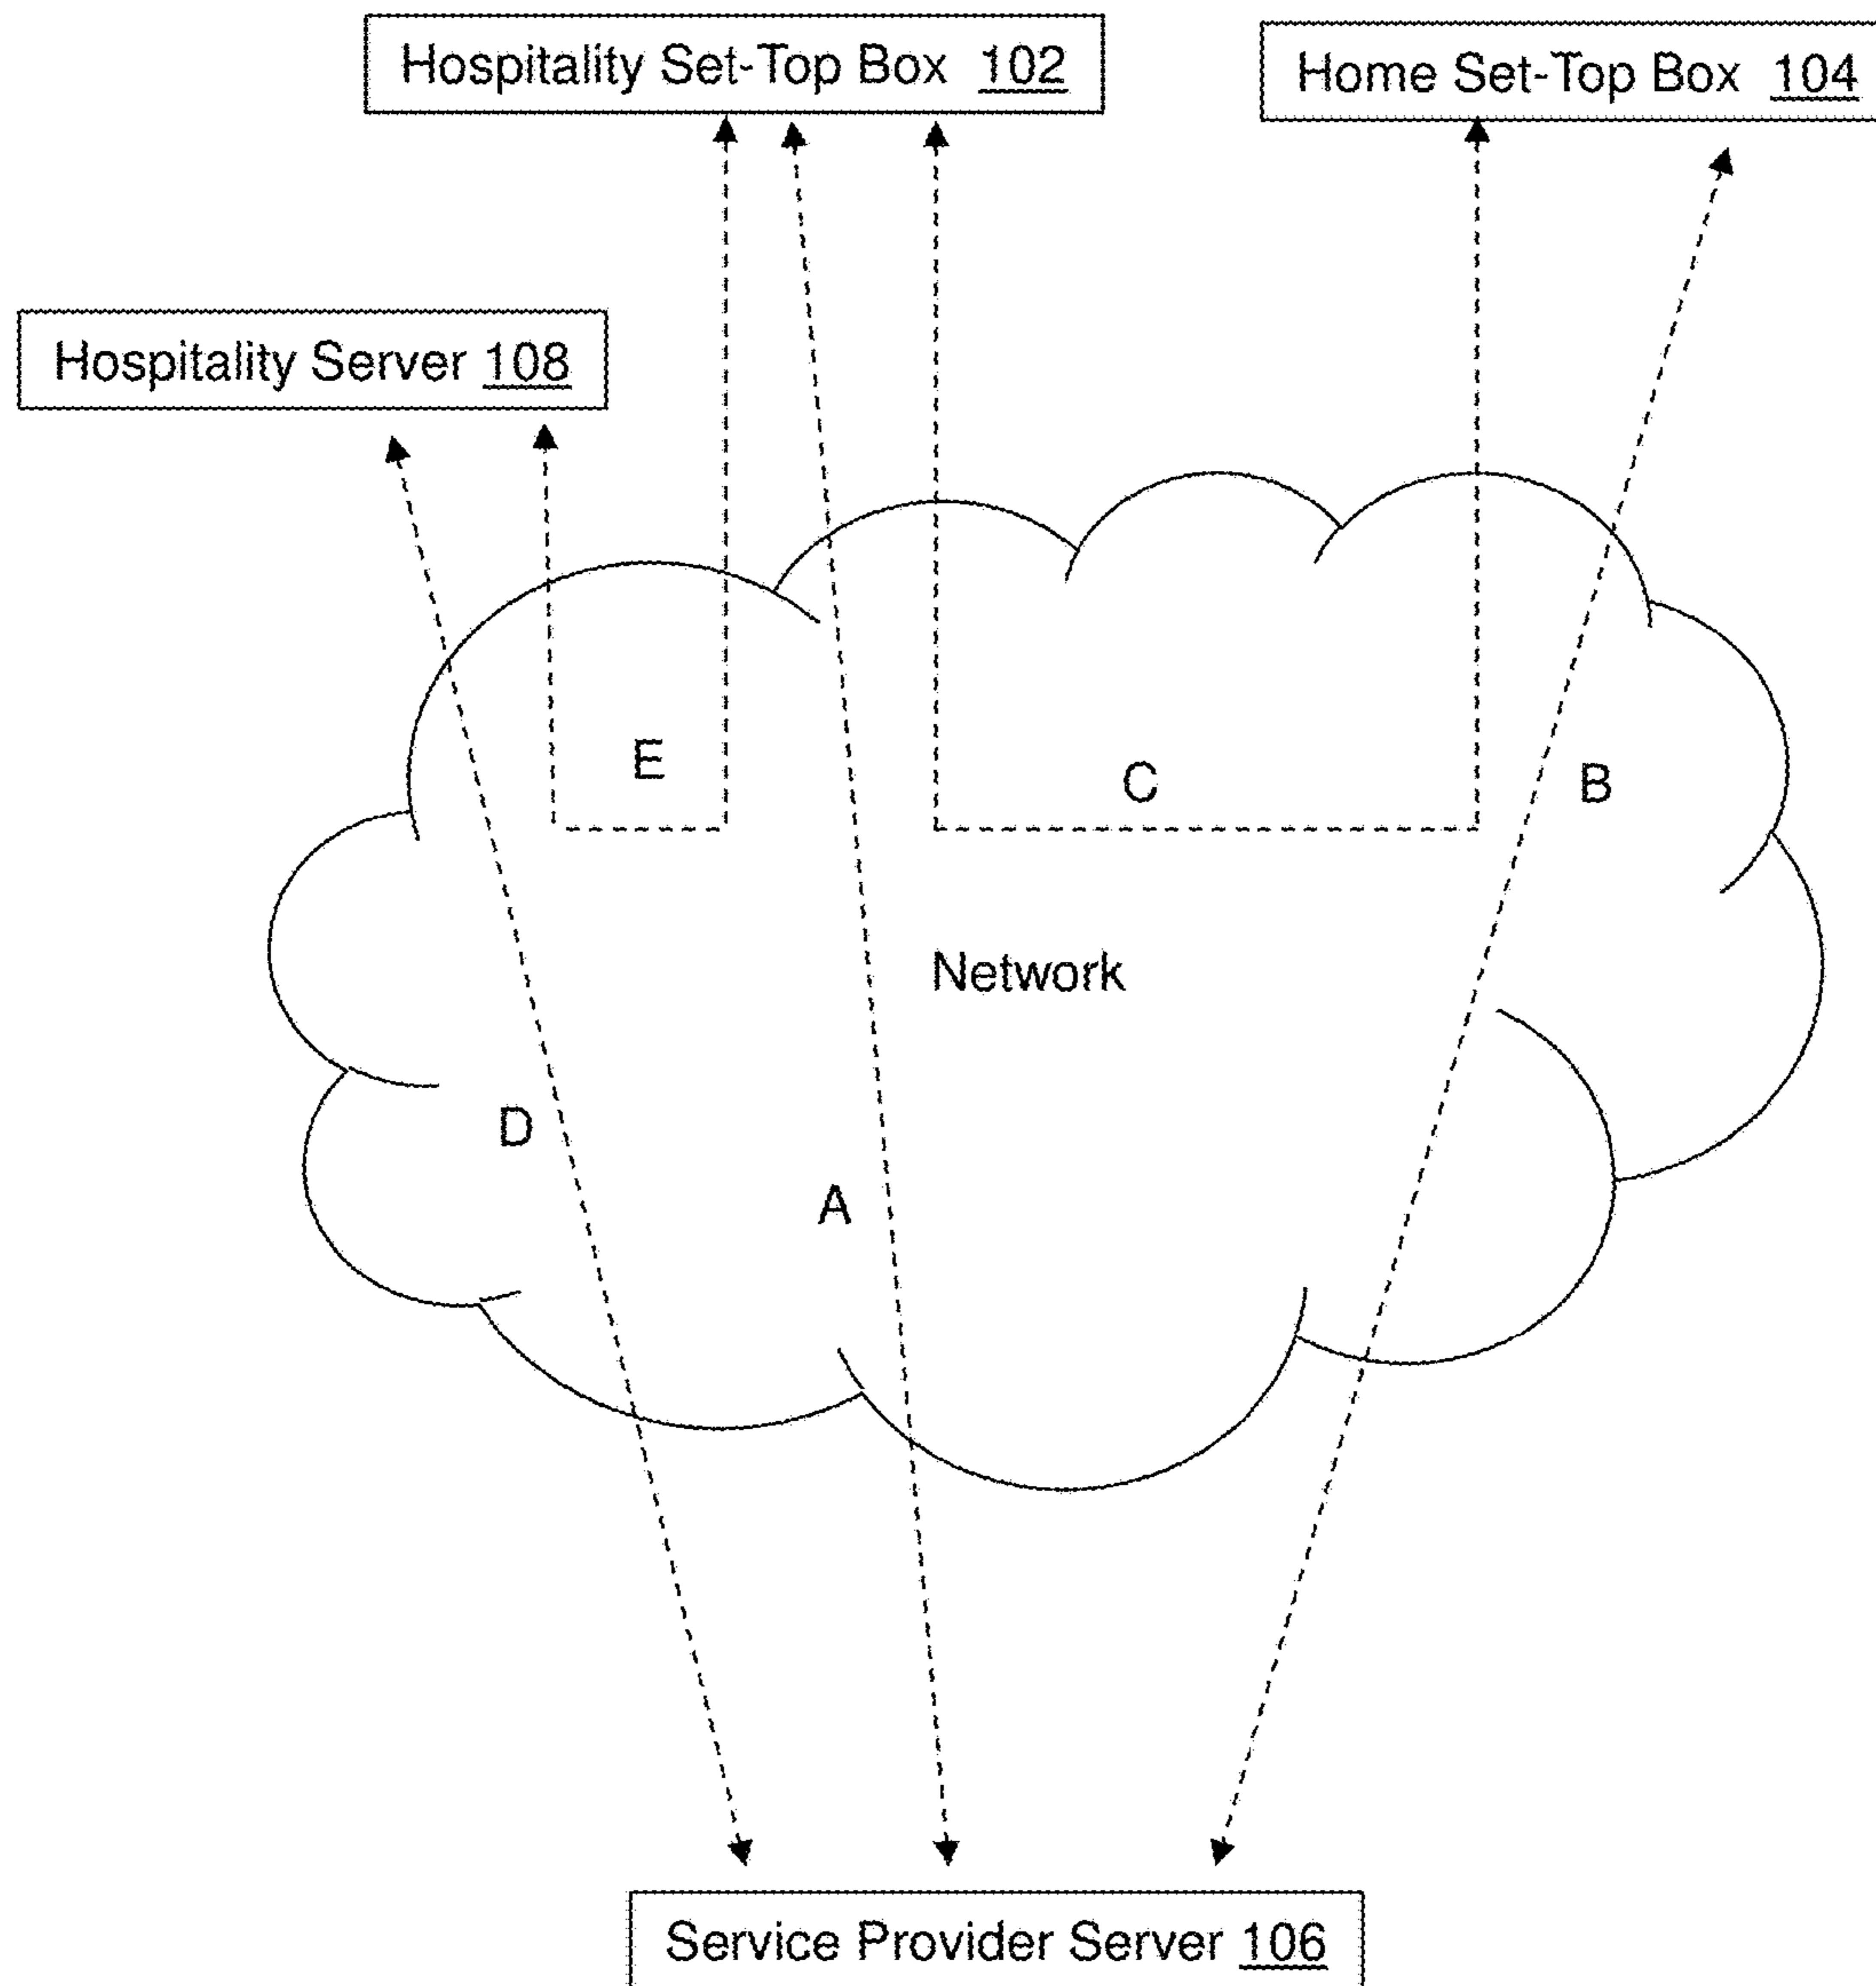 Hospitality Set-Top Box 102
Home Set-Top Box 104
Hospitality Server 108
E
C
B
Network
D
A
Service Provider Server 106